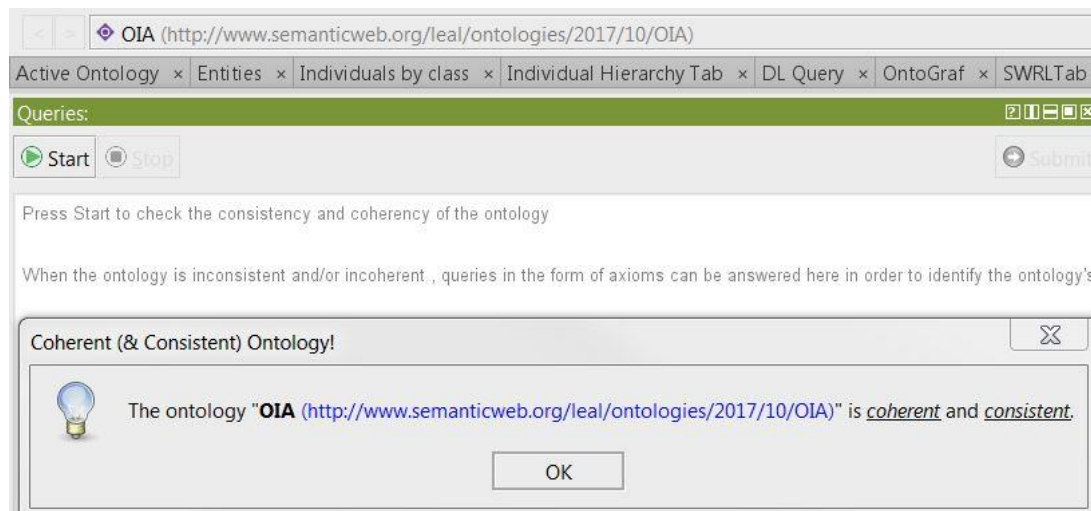 OIA (http://www.semanticweb.org/leal/ontologies/2017/10/OIA)
Active Ontology × Entities × Individuals by class × Individual Hierarchy Tab × DL Query × OntoGraf × SWRLTab
Queries:
Start Stop Submit
Press Start to check the consistency and coherency of the ontology
When the ontology is inconsistent and/or incoherent , queries in the form of axioms can be answered here in order to identify the ontology's
Coherent (& Consistent) Ontology!
The ontology "OIA (http://www.semanticweb.org/leal/ontologies/2017/10/OIA)" is coherent and consistent.
OK